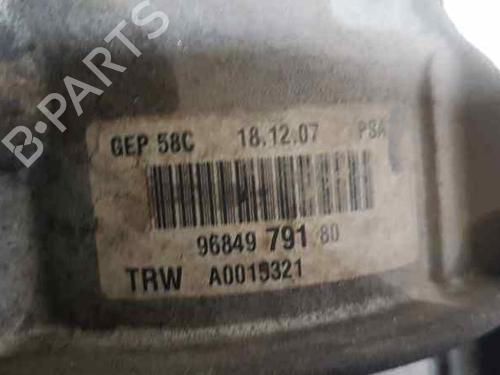 B-PARTS
GEP 58C 18.12.07 PSA
96849 791 80
TRW A0015321